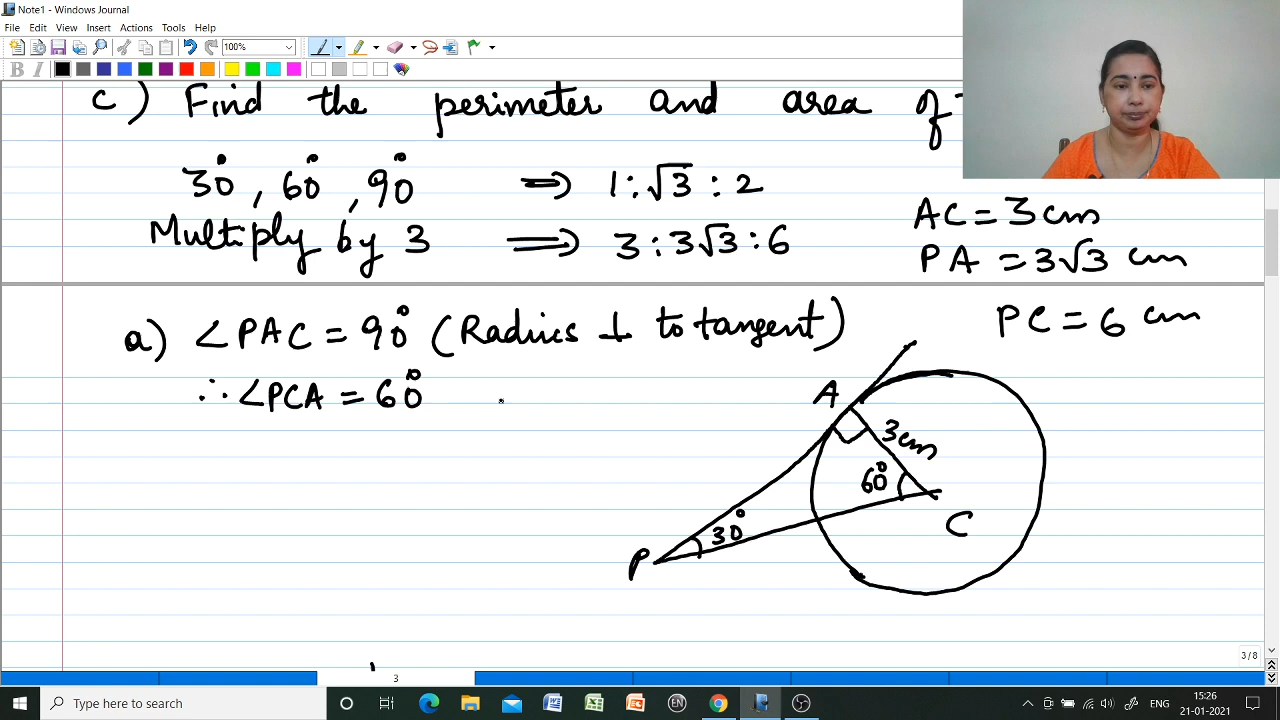 Note1 - Windows Journal
File Edit View Insert Actions Tools Help
100%
B I
c) Find the perimeter and area of
30°, 60°, 90° ⇒ 1 : √3 : 2
Multiply by 3 ⇒ 3 : 3√3 : 6
AC = 3 cm
PA = 3√3 cm
PC = 6 cm
a) ∠PAC = 90° (Radius ⊥ to tangent)
∴ ∠PCA = 60°
A
3 cm
60°
C
30°
P
3/8
3
Type here to search
ENG
15:26
21-01-2021